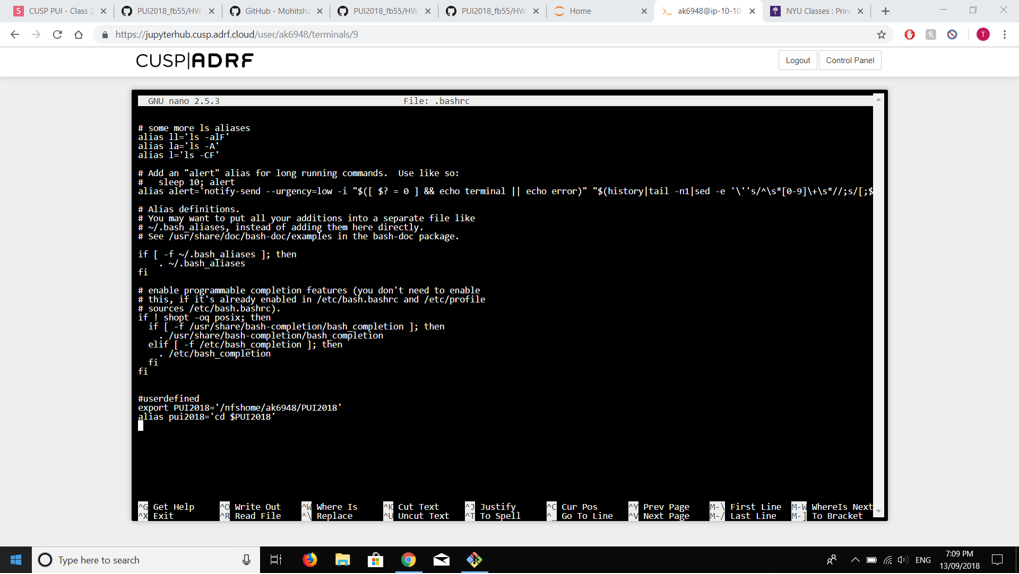 CUSP PUI - Class 2
PUI2018_fb55/HW
GitHub - Mohitsha
PUI2018_fb55/HW
PUI2018_fb55/HW
Home
ak6948@ip-10-10
NYU Classes : Prin
https://jupyterhub.cusp.adrf.cloud/user/ak6948/terminals/9
T
CUSP|ADRF
Logout
Control Panel
GNU nano 2.5.3 File: .bashrc
# some more ls aliases
alias ll='ls -alF'
alias la='ls -A'
alias l='ls -CF'
# Add an "alert" alias for long running commands.  Use like so:
#   sleep 10; alert
alias alert='notify-send --urgency=low -i "$([ $? = 0 ] && echo terminal || echo error)" "$(history|tail -n1|sed -e '\''s/^\s*[0-9]\+\s*//;s/[;$
# Alias definitions.
# You may want to put all your additions into a separate file like
# ~/.bash_aliases, instead of adding them here directly.
# See /usr/share/doc/bash-doc/examples in the bash-doc package.
if [ -f ~/.bash_aliases ]; then
. ~/.bash_aliases
fi
# enable programmable completion features (you don't need to enable
# this, if it's already enabled in /etc/bash.bashrc and /etc/profile
# sources /etc/bash.bashrc).
if ! shopt -oq posix; then
if [ -f /usr/share/bash-completion/bash_completion ]; then
. /usr/share/bash-completion/bash_completion
elif [ -f /etc/bash_completion ]; then
. /etc/bash_completion
fi
fi
#userdefined
export PUI2018='/nfshome/ak6948/PUI2018'
alias pui2018='cd $PUI2018'
^G Get Help ^O Write Out ^W Where Is ^K Cut Text ^J Justify ^C Cur Pos ^Y Prev Page M-\ First Line M-W WhereIs Next
^X Exit ^R Read File ^\ Replace ^U Uncut Text ^T To Spell ^_ Go To Line ^V Next Page M-/ Last Line M-] To Bracket
Type here to search
ENG
7:09 PM
13/09/2018